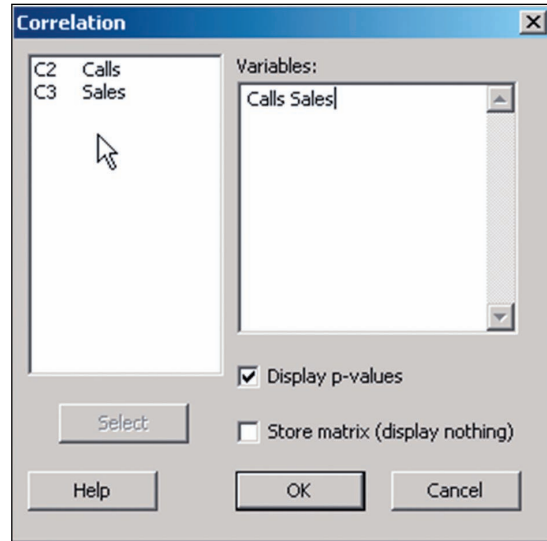 Correlation
C2 Calls
C3 Sales
Variables:
Calls Sales
Display p-values
Store matrix (display nothing)
Select
Help
OK
Cancel